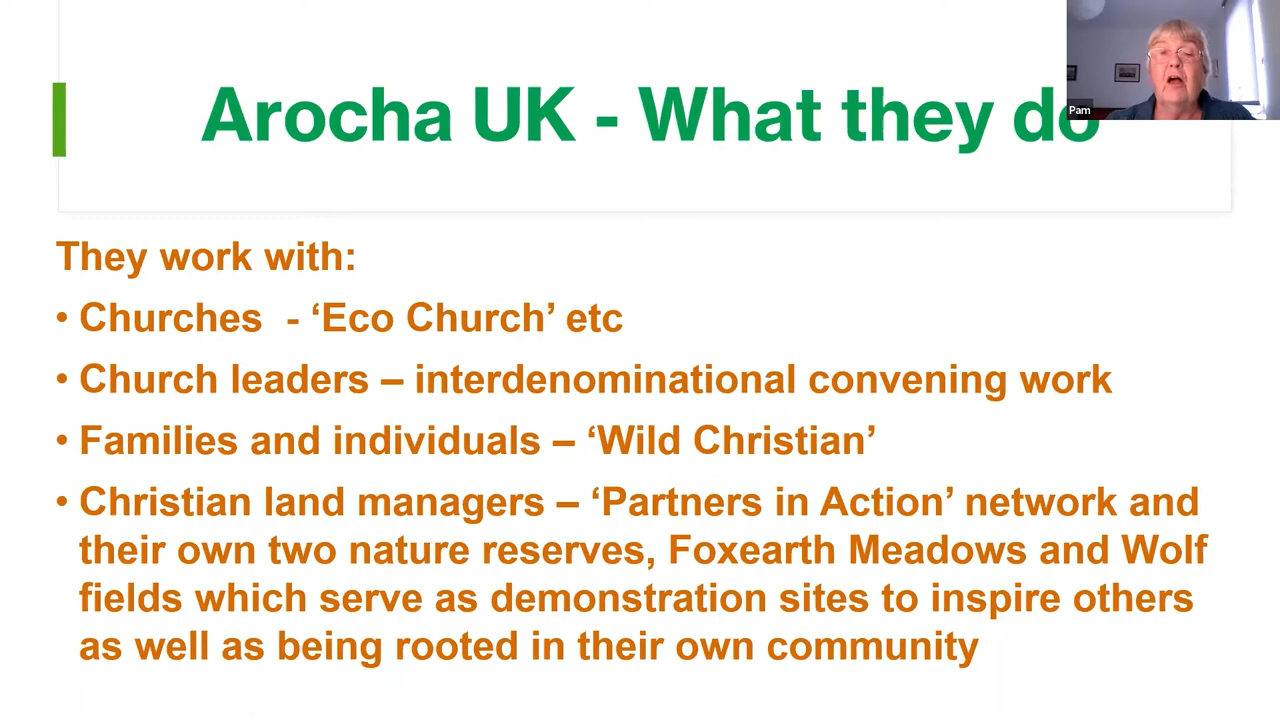 Arocha UK - What they do
Pam
They work with:
• Churches - ‘Eco Church’ etc
• Church leaders – interdenominational convening work
• Families and individuals – ‘Wild Christian’
• Christian land managers – ‘Partners in Action’ network and
their own two nature reserves, Foxearth Meadows and Wolf
fields which serve as demonstration sites to inspire others
as well as being rooted in their own community